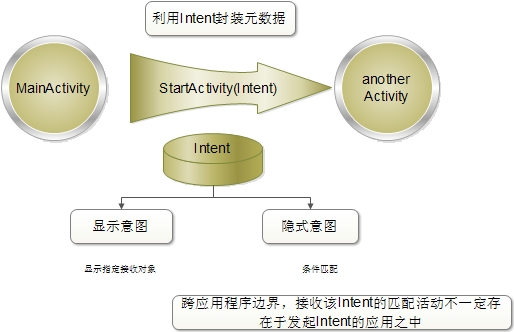 利用Intent封装元数据
MainActivity
StartActivity(Intent)
another
Activity
Intent
显示意图
隐式意图
显示指定接收对象
条件匹配
跨应用程序边界，接收该Intent的匹配活动不一定存
在于发起Intent的应用之中